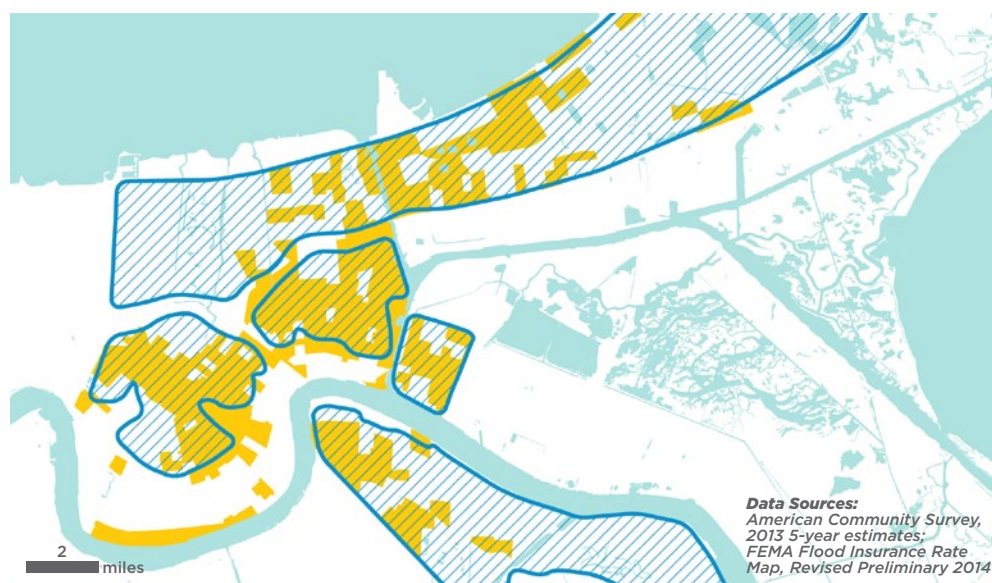 Data Sources:
American Community Survey,
2013 5-year estimates;
FEMA Flood Insurance Rate
Map, Revised Preliminary 2014
2
miles